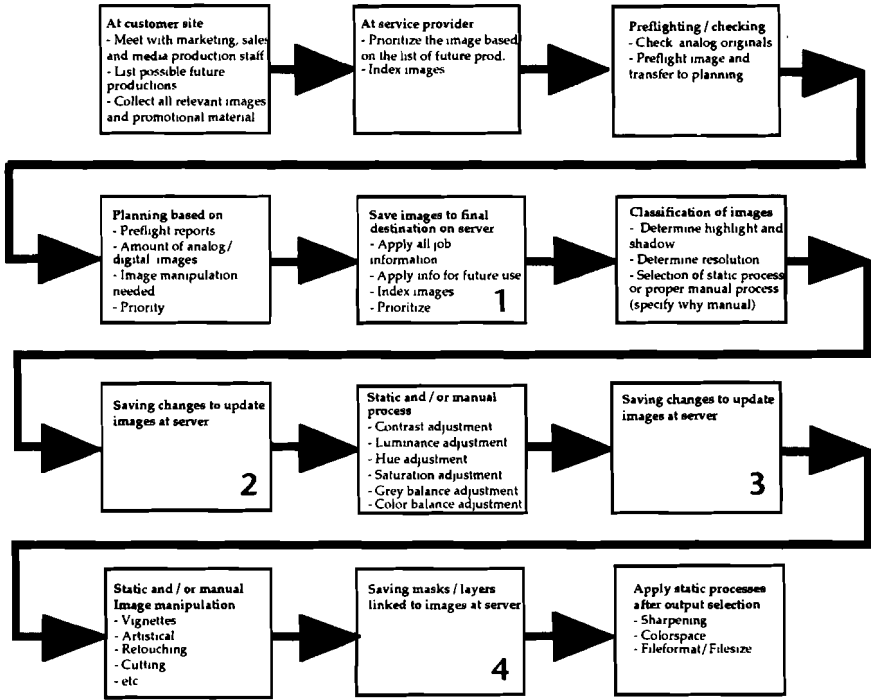 At customer site
- Meet with marketing, sales
and media production staff
- List possible future
productions
- Collect all relevant images
and promotional material
At service provider
- Prioritize the image based
on the list of future prod.
- Index images
Preflighting / checking
- Check analog originals
- Preflight image and
transfer to planning
Planning based on
- Preflight reports
- Amount of analog/
digital images
- Image manipulation
needed
- Priority
Save images to final
destination on server
- Apply all job
information
- Apply info for future use
- Index images
- Prioritize
1
Classification of images
- Determine highlight and
shadow
- Determine resolution
- Selection of static process
or proper manual process
(specify why manual)
Saving changes to update
images at server
2
Static and / or manual
process
- Contrast adjustment
- Luminance adjustment
- Hue adjustment
- Saturation adjustment
- Grey balance adjustment
- Color balance adjustment
Saving changes to update
images at server
3
Static and / or manual
Image manipulation
- Vignettes
- Artistical
- Retouching
- Cutting
- etc
Saving masks / layers
linked to images at server
4
Apply static processes
after output selection
- Sharpening
- Colorspace
- Fileformat/Filesize